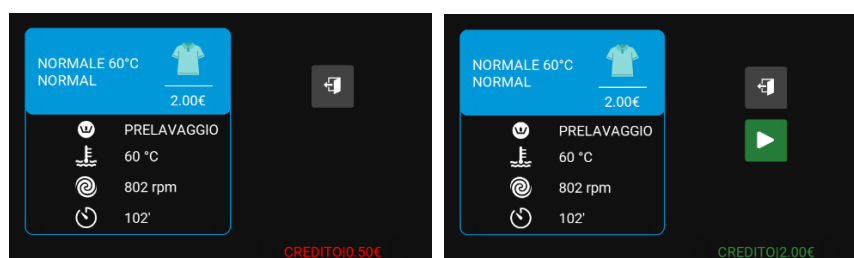 NORMALE 60°C
NORMAL
2.00€
PRELAVAGGIO
60 °C
802 rpm
102'
CREDITO|0.50€
NORMALE 60°C
NORMAL
2.00€
PRELAVAGGIO
60 °C
802 rpm
102'
CREDITO|2.00€